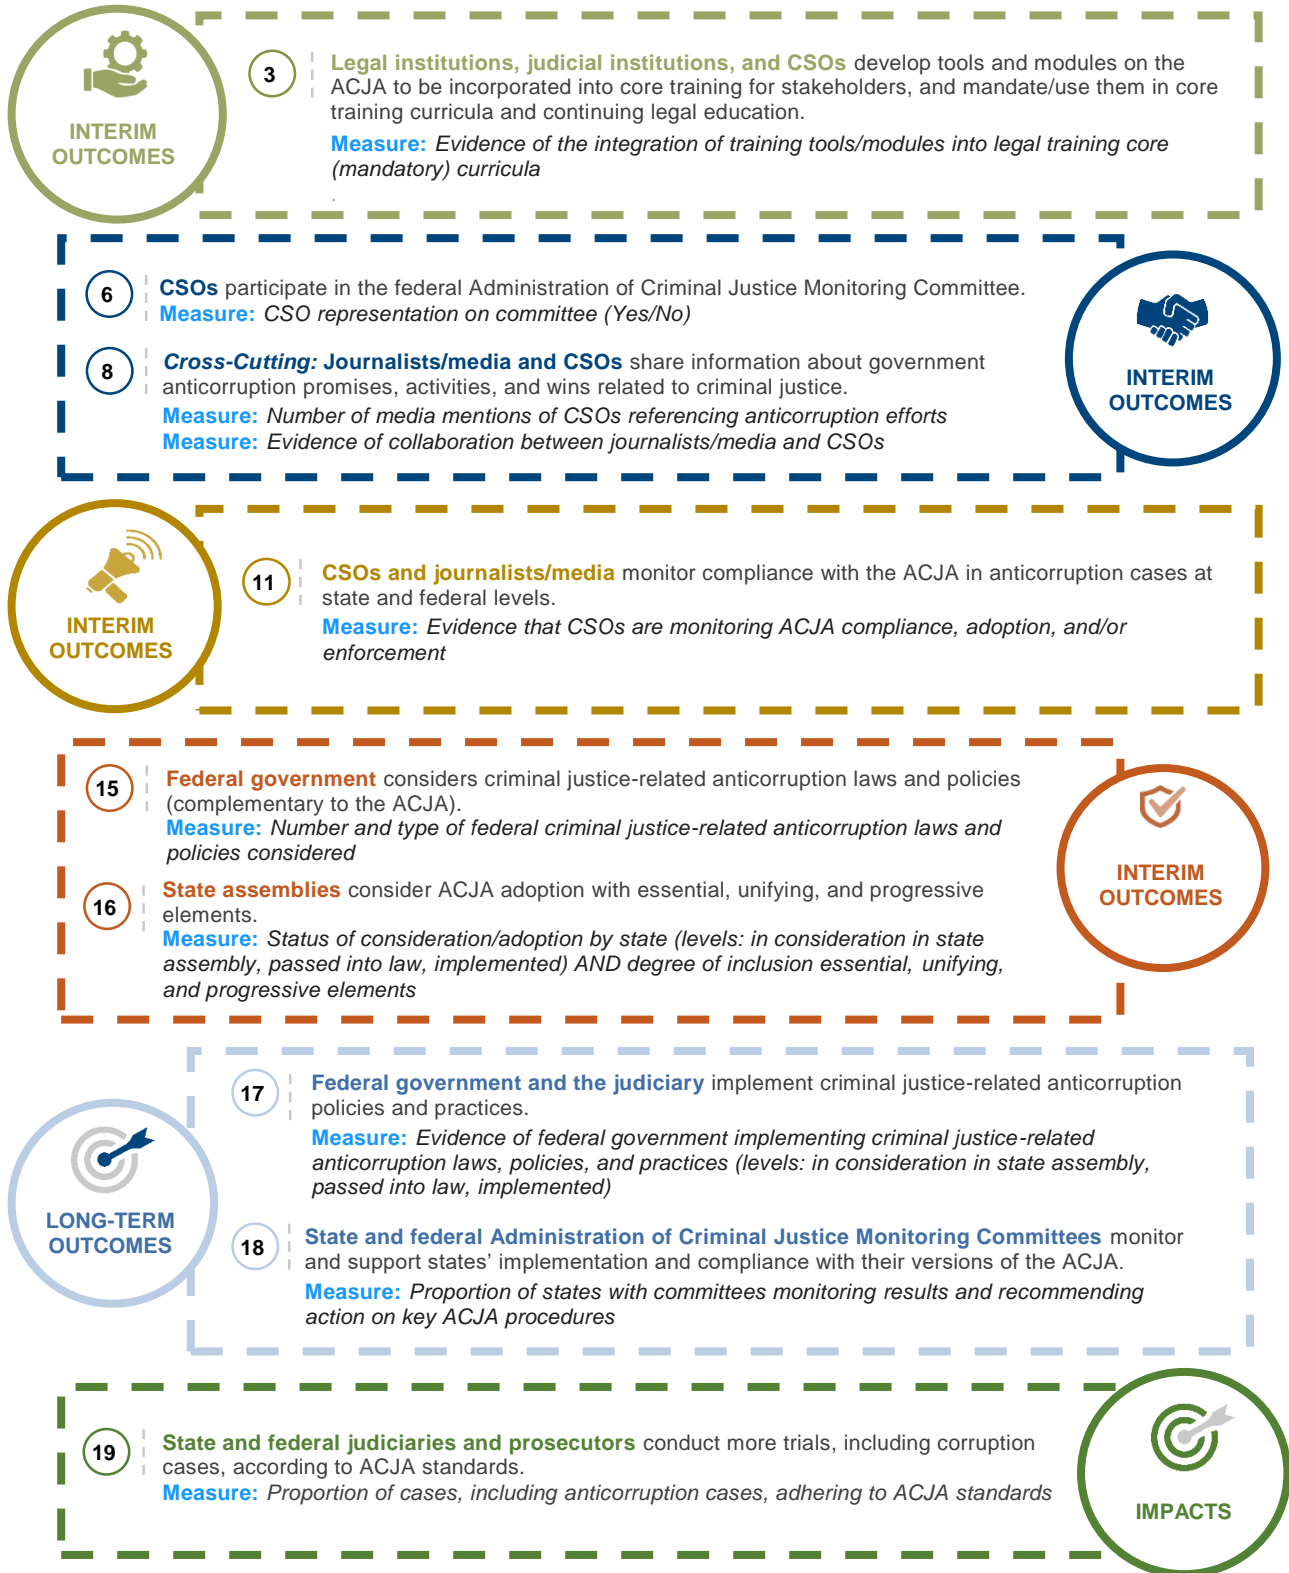 INTERIM
OUTCOMES
3
Legal institutions, judicial institutions, and CSOs develop tools and modules on the
ACJA to be incorporated into core training for stakeholders, and mandate/use them in core
training curricula and continuing legal education.
Measure: Evidence of the integration of training tools/modules into legal training core
(mandatory) curricula
.
6
CSOs participate in the federal Administration of Criminal Justice Monitoring Committee.
Measure: CSO representation on committee (Yes/No)
8
Cross-Cutting: Journalists/media and CSOs share information about government
anticorruption promises, activities, and wins related to criminal justice.
Measure: Number of media mentions of CSOs referencing anticorruption efforts
Measure: Evidence of collaboration between journalists/media and CSOs
INTERIM
OUTCOMES
INTERIM
OUTCOMES
11
CSOs and journalists/media monitor compliance with the ACJA in anticorruption cases at
state and federal levels.
Measure: Evidence that CSOs are monitoring ACJA compliance, adoption, and/or
enforcement
15
Federal government considers criminal justice-related anticorruption laws and policies
(complementary to the ACJA).
Measure: Number and type of federal criminal justice-related anticorruption laws and
policies considered
16
State assemblies consider ACJA adoption with essential, unifying, and progressive
elements.
Measure: Status of consideration/adoption by state (levels: in consideration in state
assembly, passed into law, implemented) AND degree of inclusion essential, unifying,
and progressive elements
INTERIM
OUTCOMES
LONG-TERM
OUTCOMES
17
Federal government and the judiciary implement criminal justice-related anticorruption
policies and practices.
Measure: Evidence of federal government implementing criminal justice-related
anticorruption laws, policies, and practices (levels: in consideration in state assembly,
passed into law, implemented)
18
State and federal Administration of Criminal Justice Monitoring Committees monitor
and support states’ implementation and compliance with their versions of the ACJA.
Measure: Proportion of states with committees monitoring results and recommending
action on key ACJA procedures
19
State and federal judiciaries and prosecutors conduct more trials, including corruption
cases, according to ACJA standards.
Measure: Proportion of cases, including anticorruption cases, adhering to ACJA standards
IMPACTS